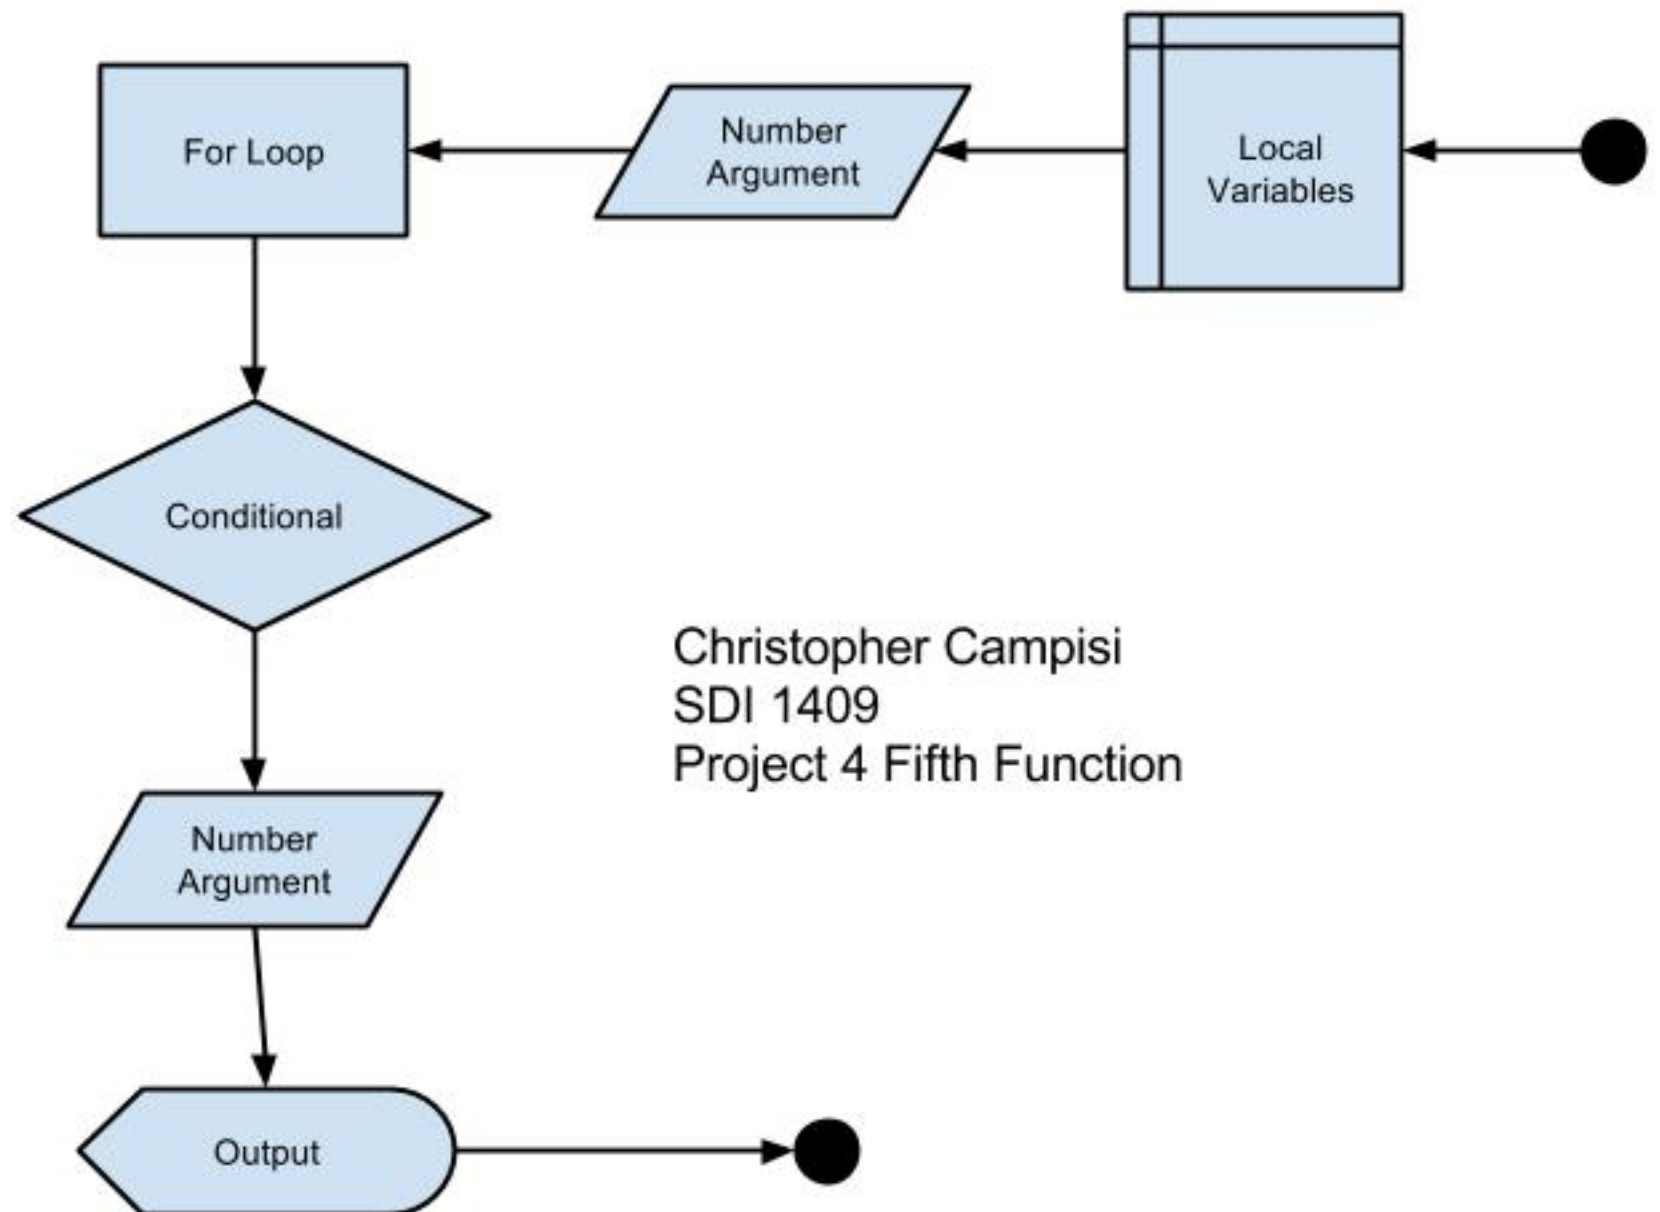 For Loop
Number
Argument
Local
Variables
Conditional
Christopher Campisi
SDI 1409
Project 4 Fifth Function
Number
Argument
Output